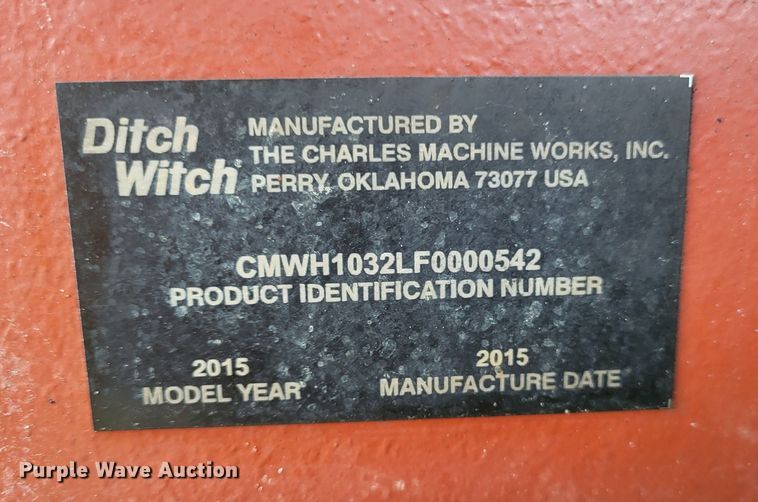 Ditch
Witch®
MANUFACTURED BY
THE CHARLES MACHINE WORKS, INC.
PERRY, OKLAHOMA 73077 USA
CMWH1032LF0000542
PRODUCT IDENTIFICATION NUMBER
2015
MODEL YEAR
2015
MANUFACTURE DATE
Purple Wave Auction